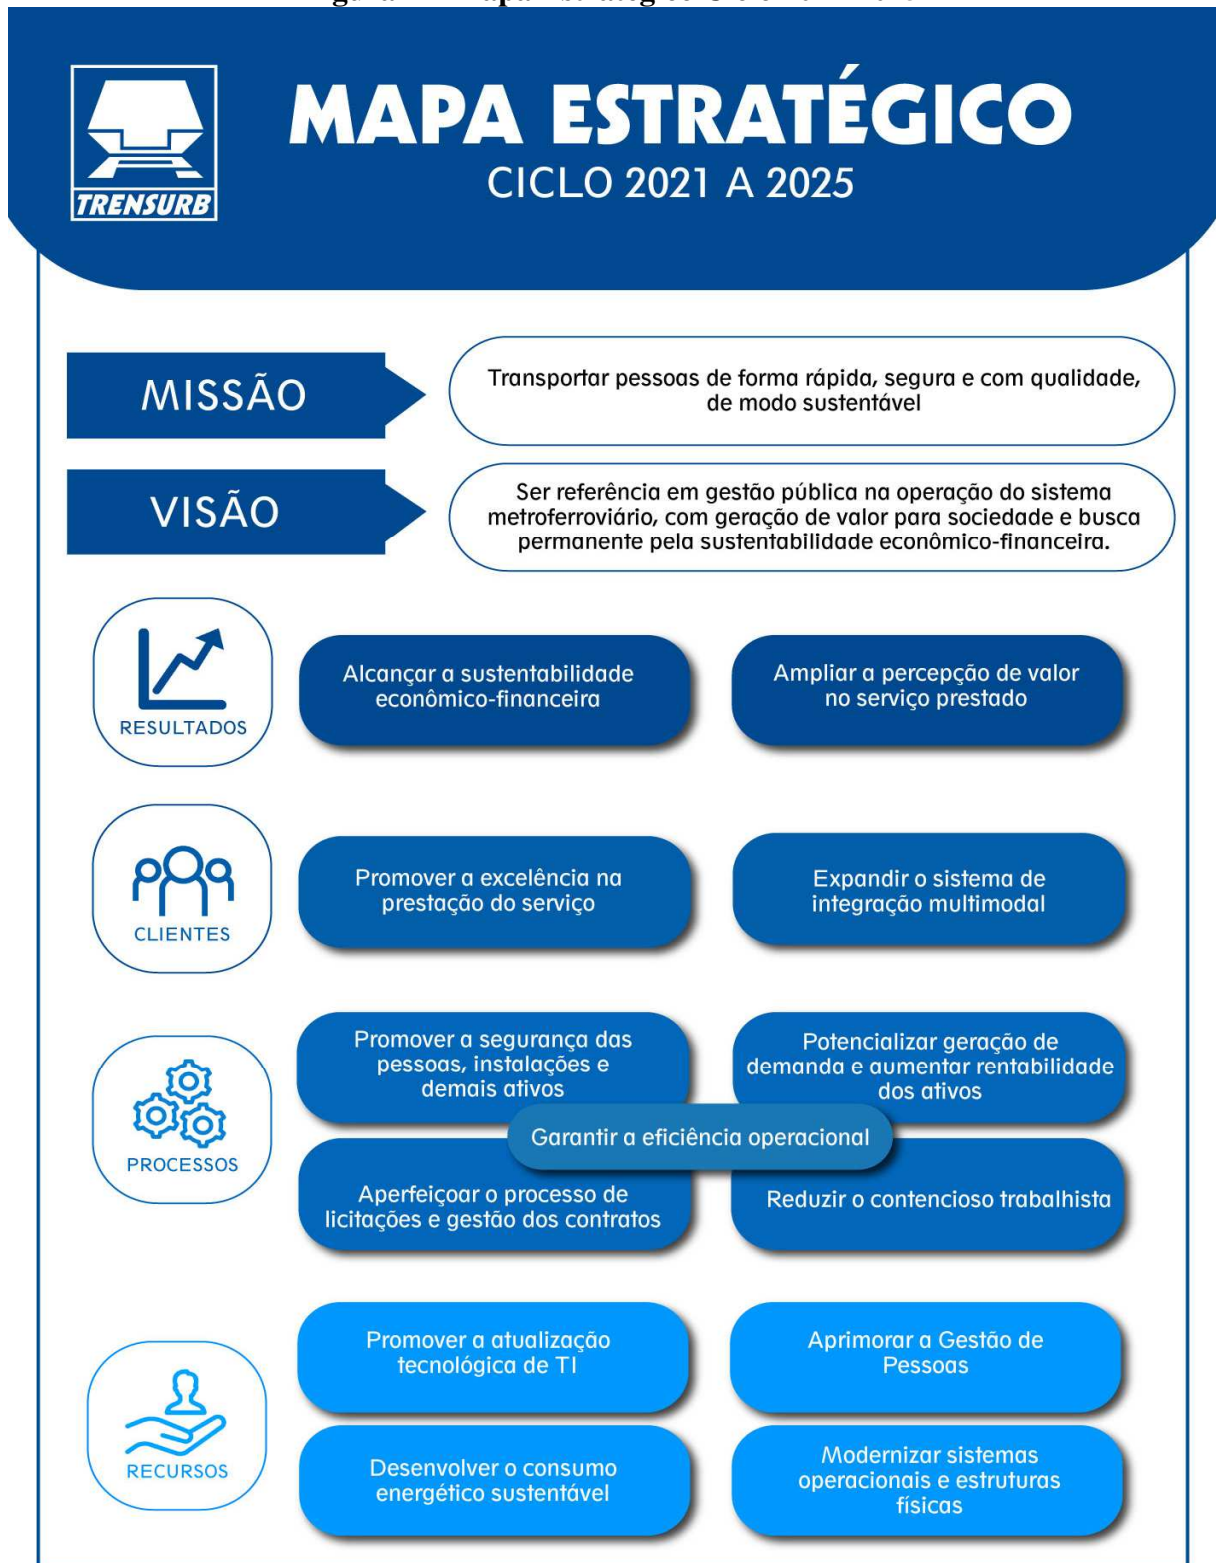 TRENSURB
MAPA ESTRATÉGICO
CICLO 2021 A 2025
MISSÃO
Transportar pessoas de forma rápida, segura e com qualidade,
de modo sustentável
VISÃO
Ser referência em gestão pública na operação do sistema
metroferroviário, com geração de valor para sociedade e busca
permanente pela sustentabilidade econômico-financeira.
RESULTADOS
Alcançar a sustentabilidade
econômico-financeira
Ampliar a percepção de valor
no serviço prestado
CLIENTES
Promover a excelência na
prestação do serviço
Expandir o sistema de
integração multimodal
PROCESSOS
Promover a segurança das
pessoas, instalações e
demais ativos
Potencializar geração de
demanda e aumentar rentabilidade
dos ativos
Garantir a eficiência operacional
Aperfeiçoar o processo de
licitações e gestão dos contratos
Reduzir o contencioso trabalhista
RECURSOS
Promover a atualização
tecnológica de TI
Aprimorar a Gestão de
Pessoas
Desenvolver o consumo
energético sustentável
Modernizar sistemas
operacionais e estruturas
físicas